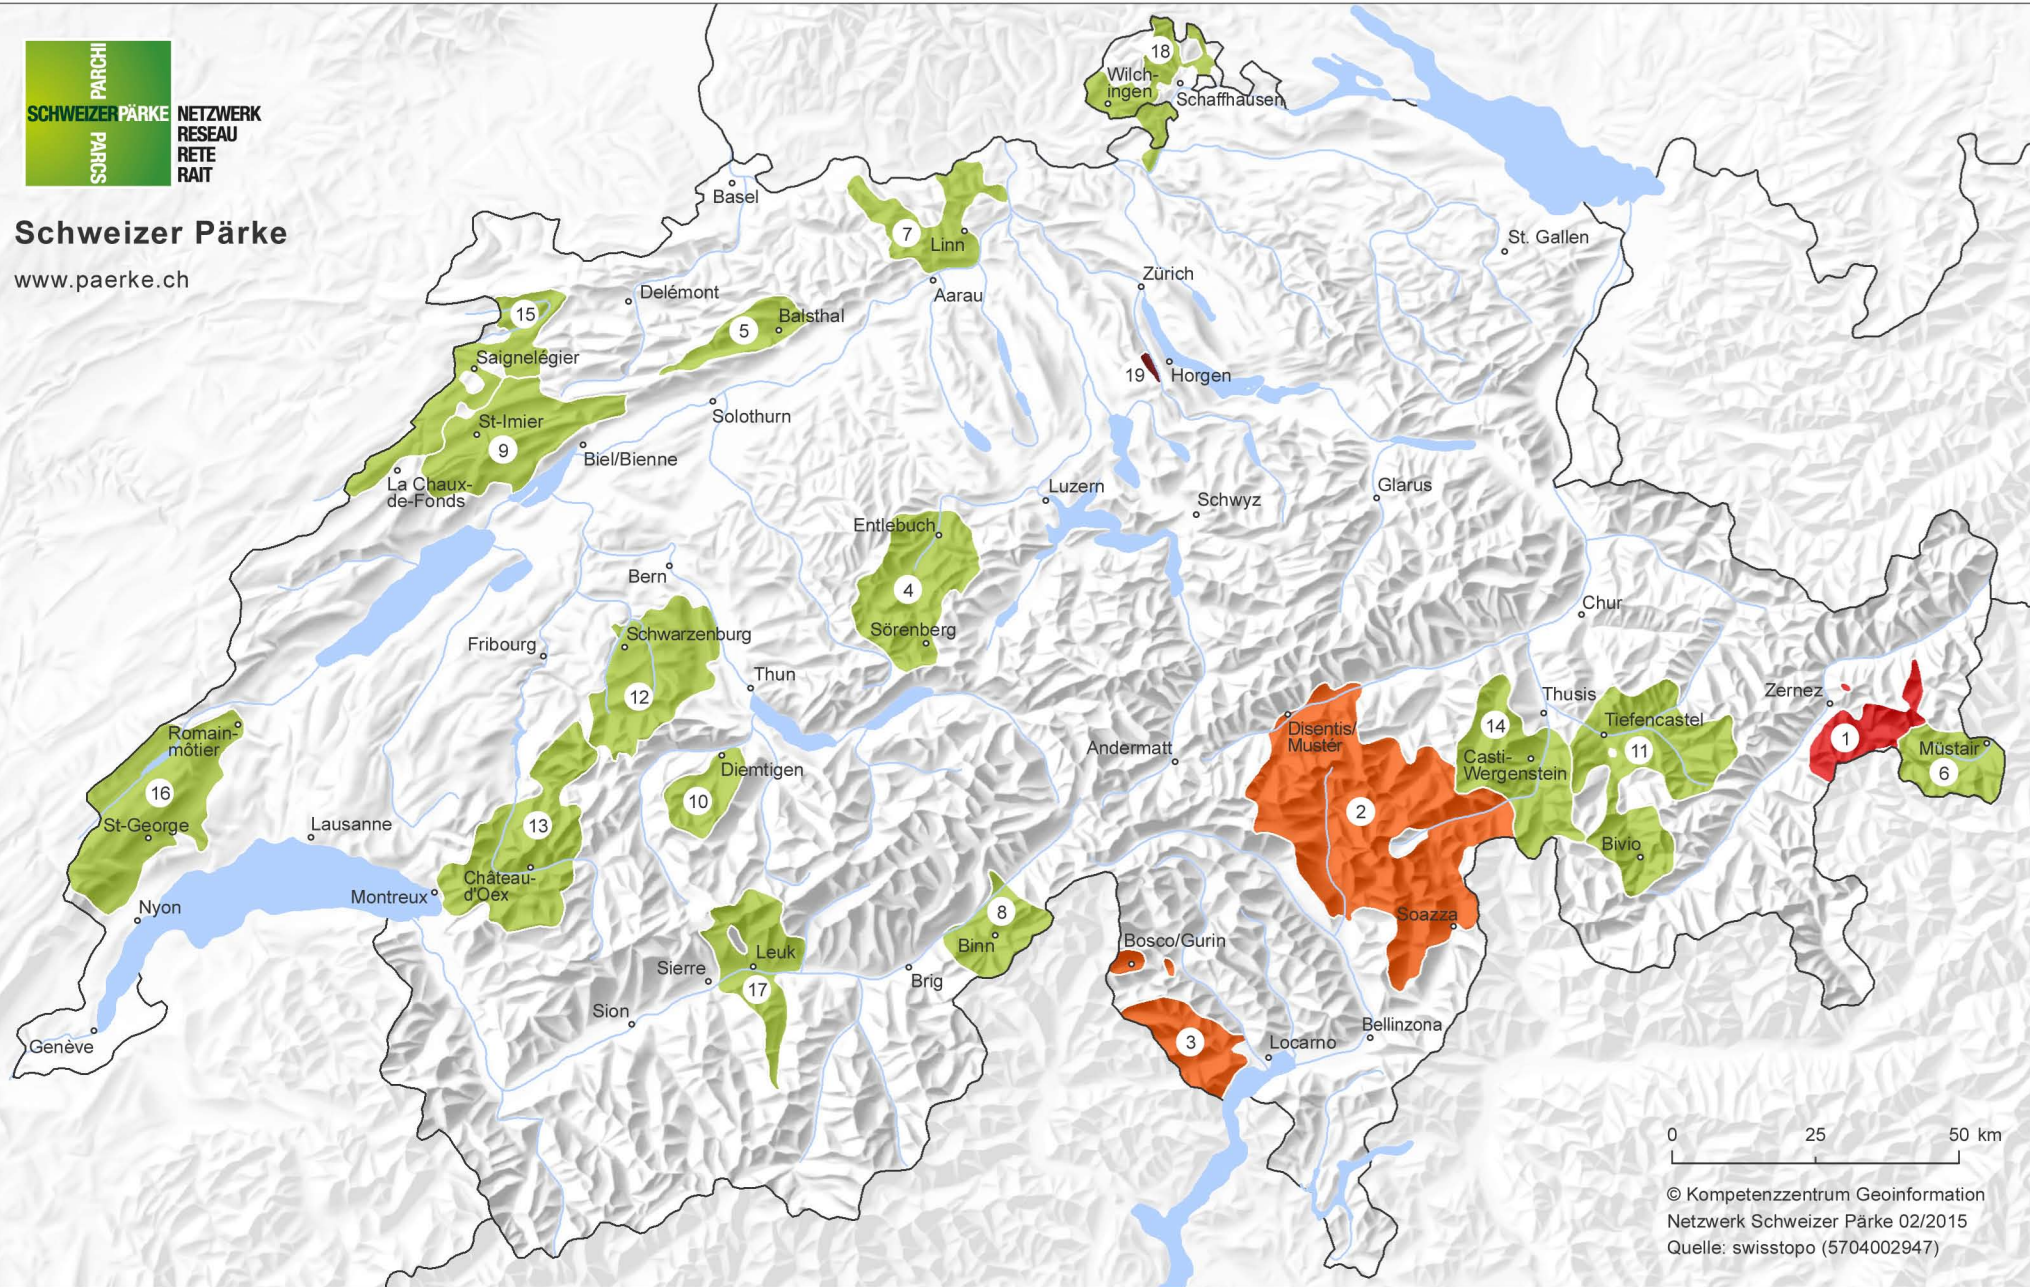 PARCHI
SCHWEIZERPÄRKE
PARCS
NETZWERK
RESEAU
RETE
RAIT
Schweizer Pärke
www.paerke.ch
18
Wilch-
ingen
Schaffhausen
Basel
7
Linn
Aarau
St. Gallen
Zürich
Delémont
15
5
Balsthal
Saignelégier
19
Horgen
Solothurn
St-Imier
9
Biel/Bienne
La Chaux-
de-Fonds
Luzern
Schwyz
Glarus
Entlebuch
4
Sörenberg
Bern
Chur
Fribourg
Schwarzenburg
12
Thun
Zernez
1
Müstair
6
Thusis
Tiefencastel
11
14
Casti-
Wergenstein
Bivio
Disentis/
Mustér
2
Soazza
Andermatt
Romain-
môtier
16
St-George
Diemtigen
10
13
Château-
d'Oex
Lausanne
Montreux
Nyon
Genève
8
Binn
Brig
Leuk
17
Sierre
Sion
Bosco/Gurin
3
Locarno
Bellinzona
0 25 50 km
© Kompetenzzentrum Geoinformation
Netzwerk Schweizer Pärke 02/2015
Quelle: swisstopo (5704002947)